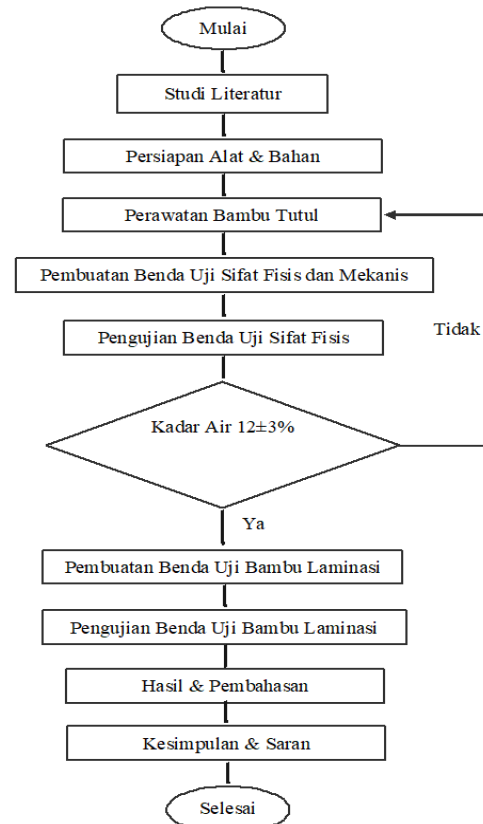 Mulai
Studi Literatur
Persiapan Alat & Bahan
Perawatan Bambu Tutul
Pembuatan Benda Uji Sifat Fisis dan Mekanis
Pengujian Benda Uji Sifat Fisis
Tidak
Kadar Air 12±3%
Ya
Pembuatan Benda Uji Bambu Laminasi
Pengujian Benda Uji Bambu Laminasi
Hasil & Pembahasan
Kesimpulan & Saran
Selesai